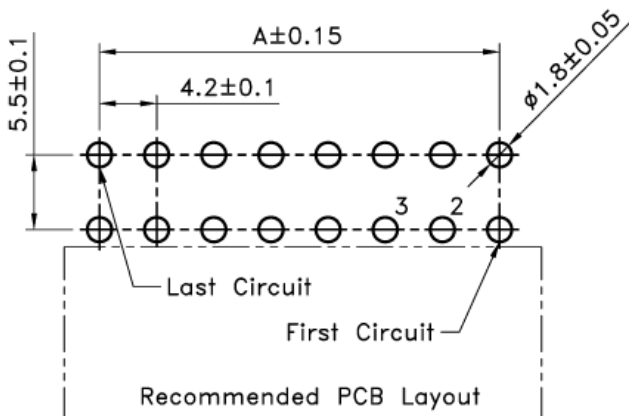 A±0.15
4.2±0.1
5.5±0.1
ø1.8±0.05
3 2
Last Circuit
First Circuit
Recommended PCB Layout